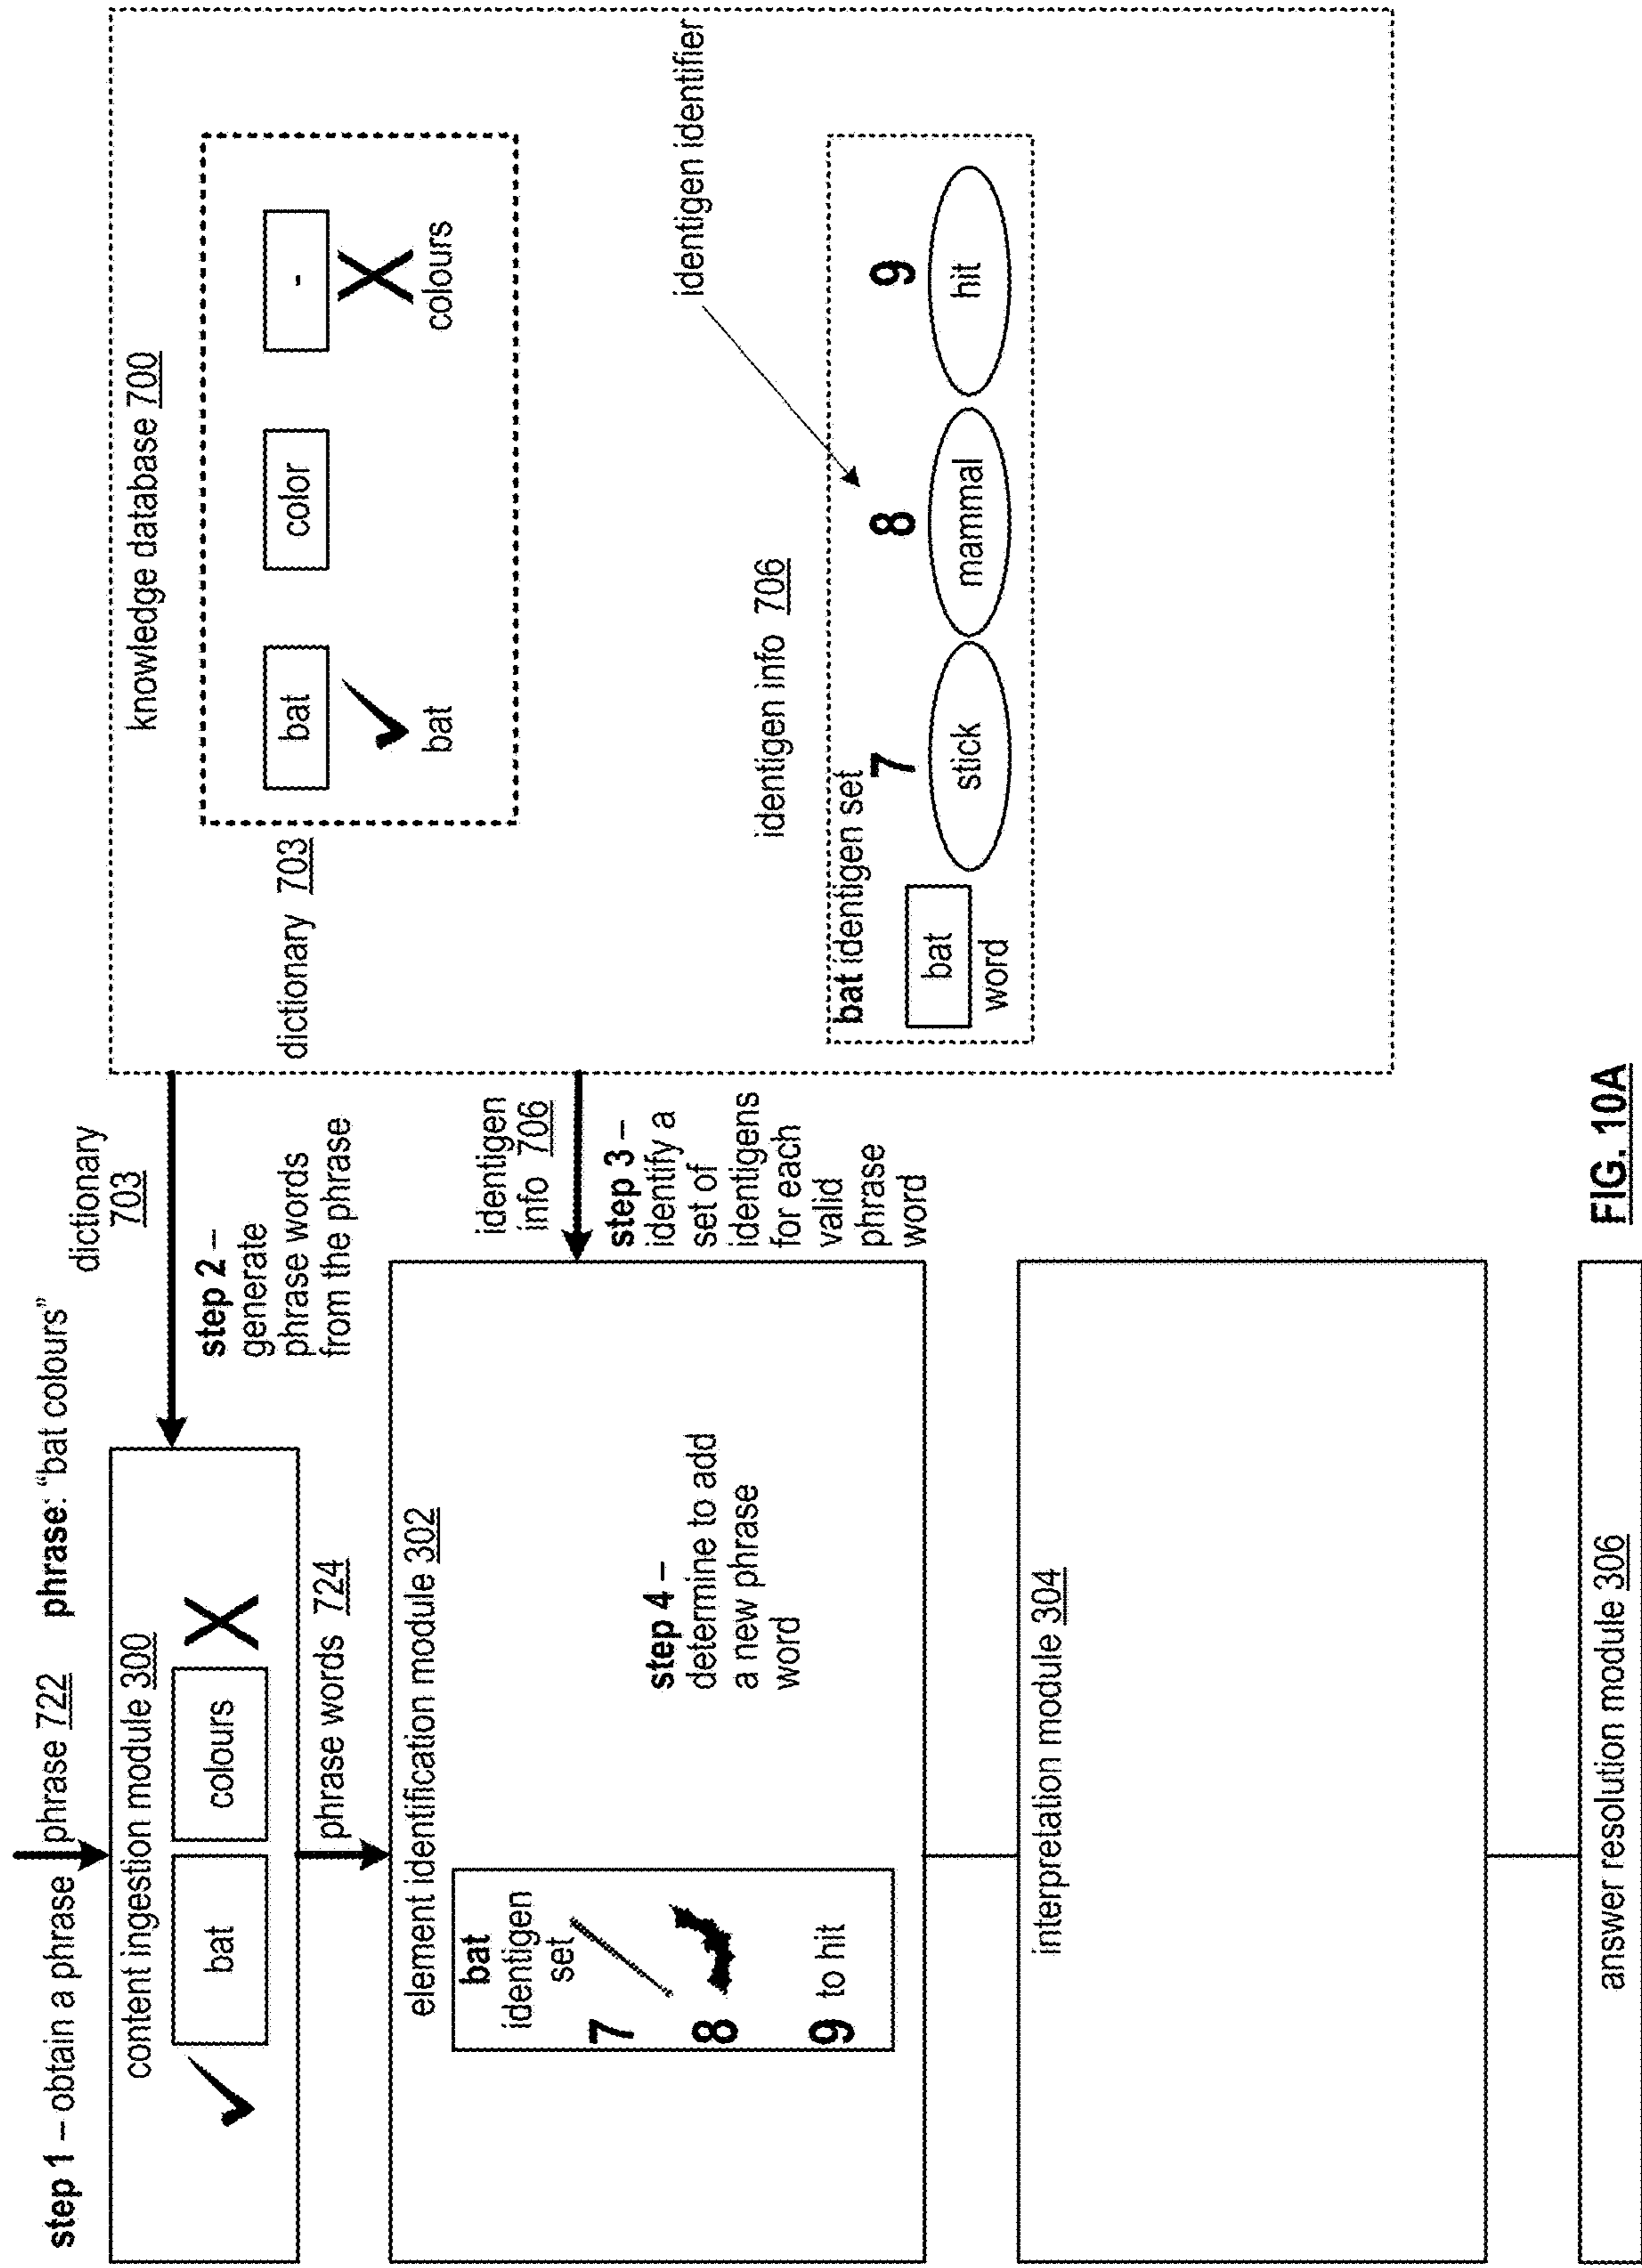 step 1 – obtain a phrase
phrase 722
phrase: “bat colours”
content ingestion module 300
bat
colours
X
dictionary
703
step 2 –
generate
phrase words
from the phrase
phrase words 724
element identification module 302
bat
identigen
set
7
8
9 to hit
step 4 –
determine to add
a new phrase
word
identigen
info 706
step 3 –
identify a
set of
identigens
for each
valid
phrase
word
interpretation module 304
answer resolution module 306
knowledge database 700
dictionary 703
bat
color
-
X
bat
colours
identigen info 706
identigen identifier
bat identigen set
7
8
9
bat
stick
mammal
hit
word
FIG. 10A